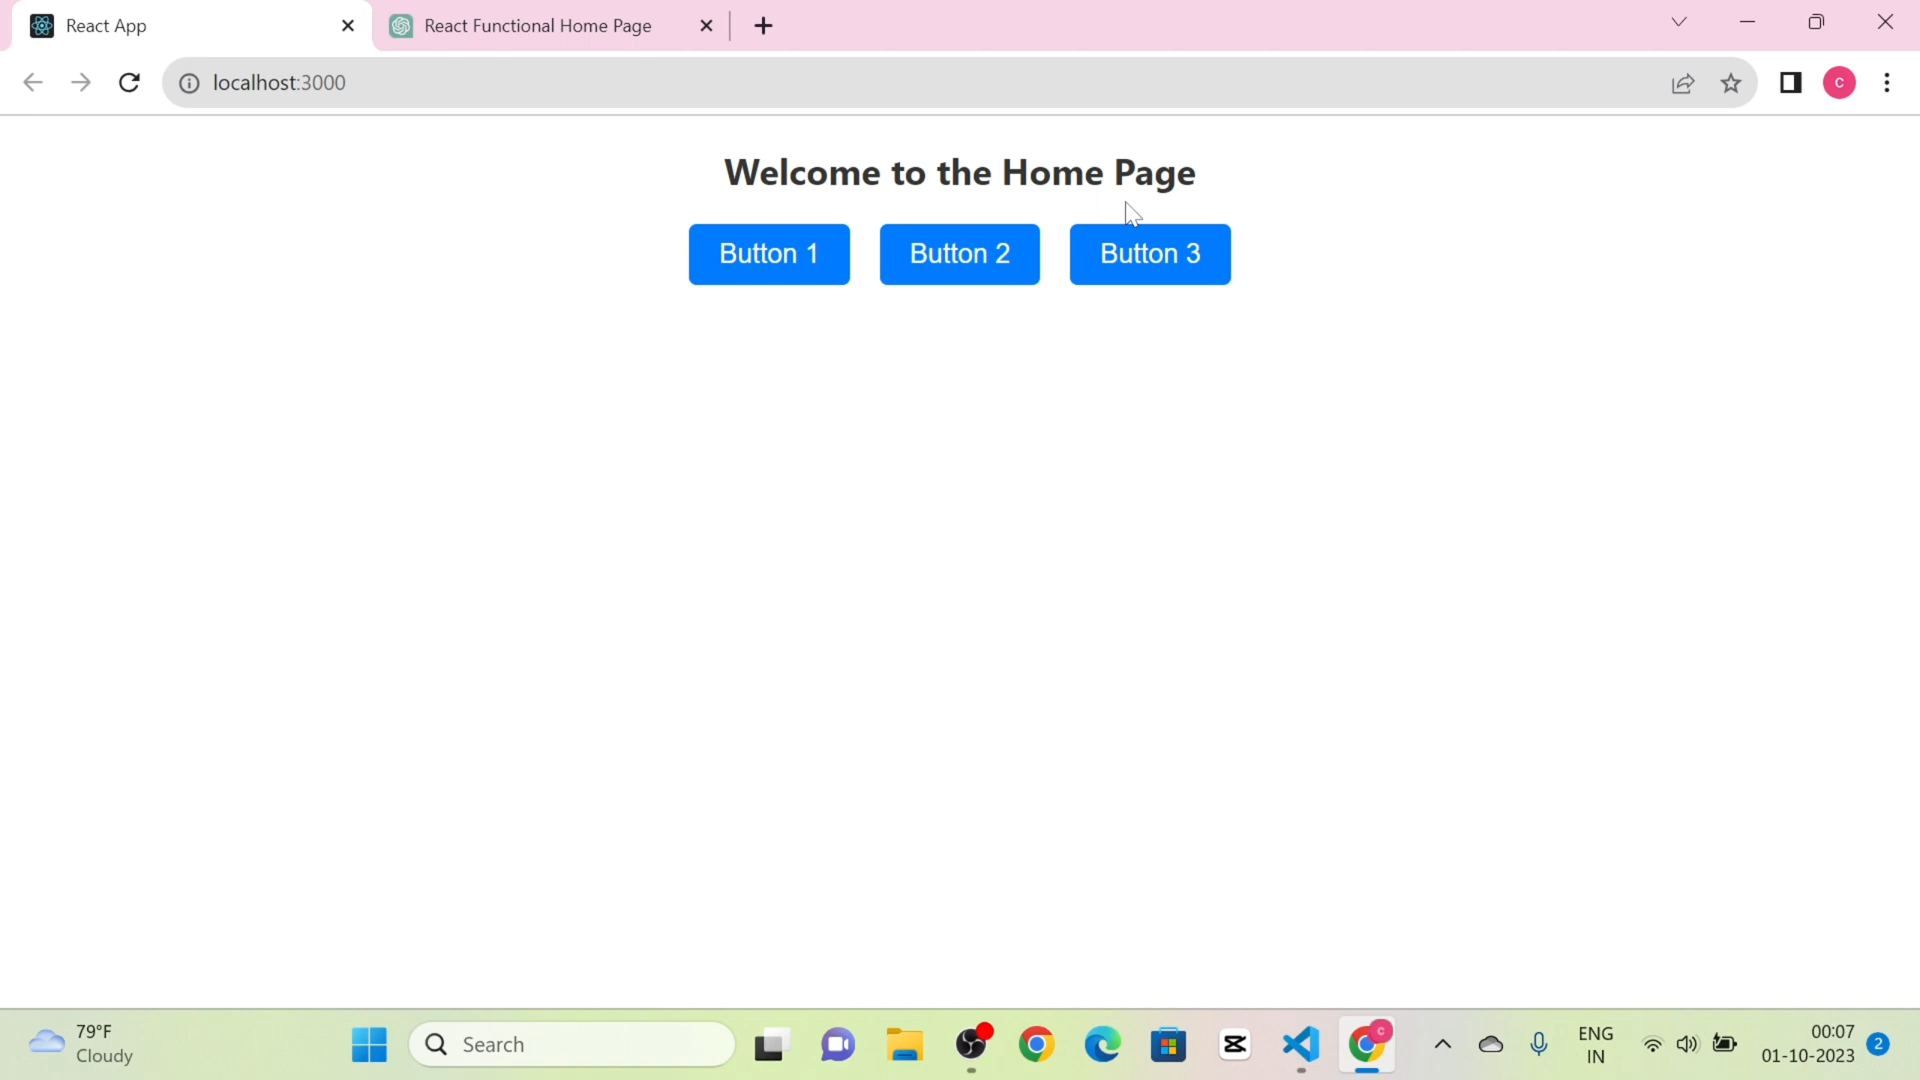 React App
React Functional Home Page
localhost:3000
C
Welcome to the Home Page
Button 1 Button 2 Button 3
79°F
Cloudy
Search
C
ENG
IN
00:07
01-10-2023
2